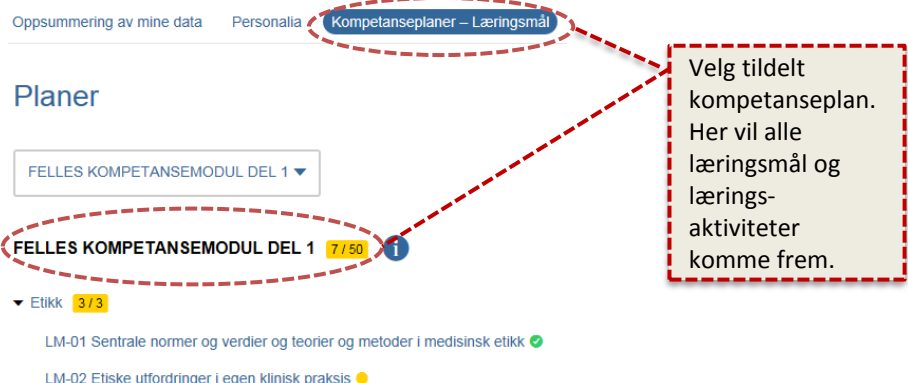 Oppsummering av mine data Personalia Kompetanseplaner – Læringsmål
Planer
FELLES KOMPETANSEMODUL DEL 1
FELLES KOMPETANSEMODUL DEL 1 7 / 50 i
Etikk 3 / 3
LM-01 Sentrale normer og verdier og teorier og metoder i medisinsk etikk
LM-02 Etiske utfordringer i egen klinisk praksis
Velg tildelt
kompetanseplan.
Her vil alle
læringsmål og
lærings-
aktiviteter
komme frem.